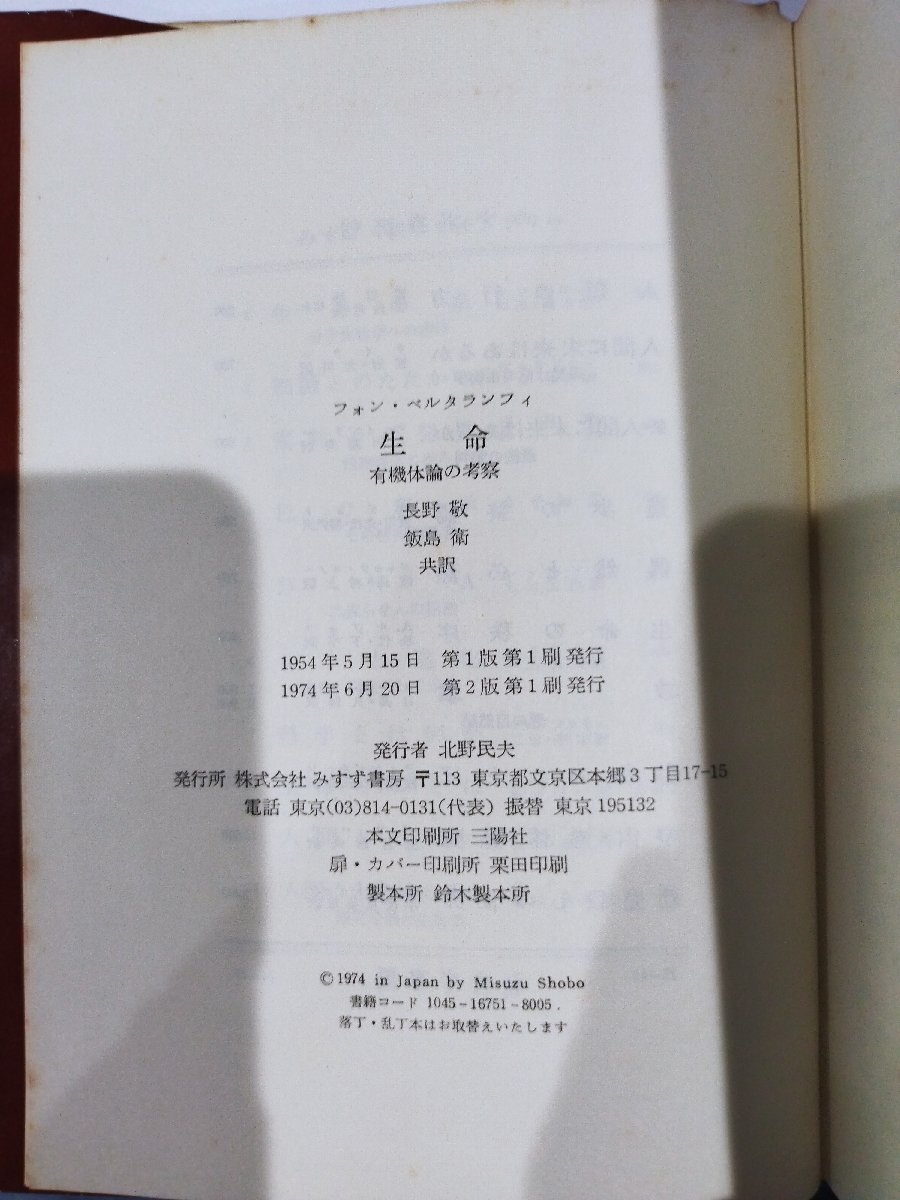 フォン・ベルタランフィ
生 命
有機体論の考察
長野 敬
飯島 衛
共訳
1954年5月15日 第1版第1刷発行
1974年6月20日 第2版第1刷発行
発行者 北野民夫
発行所 株式会社 みすず書房 〒113 東京都文京区本郷3丁目17-15
電話 東京(03)814-0131(代表) 振替 東京 195132
本文印刷所 三陽社
扉・カバー印刷所 栗田印刷
製本所 鈴木製本所
© 1974 in Japan by Misuzu Shobo
書籍コード 1045-16751-8005.
落丁・乱丁本はお取替えいたします